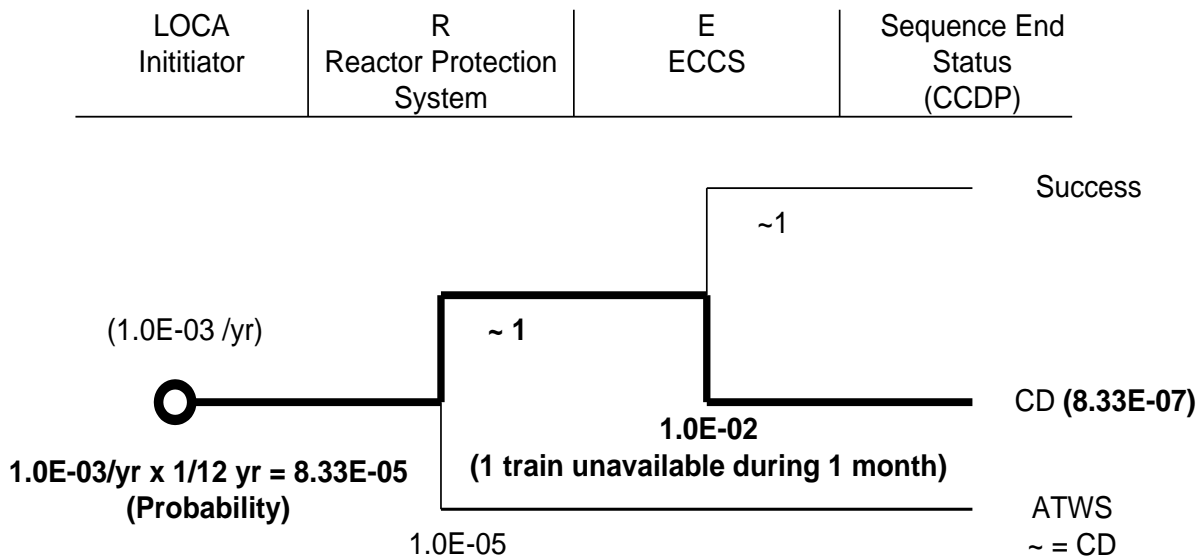 LOCA
Inititiator
R
Reactor Protection
System
E
ECCS
Sequence End
Status
(CCDP)
Success
~1
(1.0E-03 /yr)
~ 1
CD (8.33E-07)
1.0E-02
(1 train unavailable during 1 month)
1.0E-03/yr x 1/12 yr = 8.33E-05
(Probability)
ATWS
~ = CD
1.0E-05